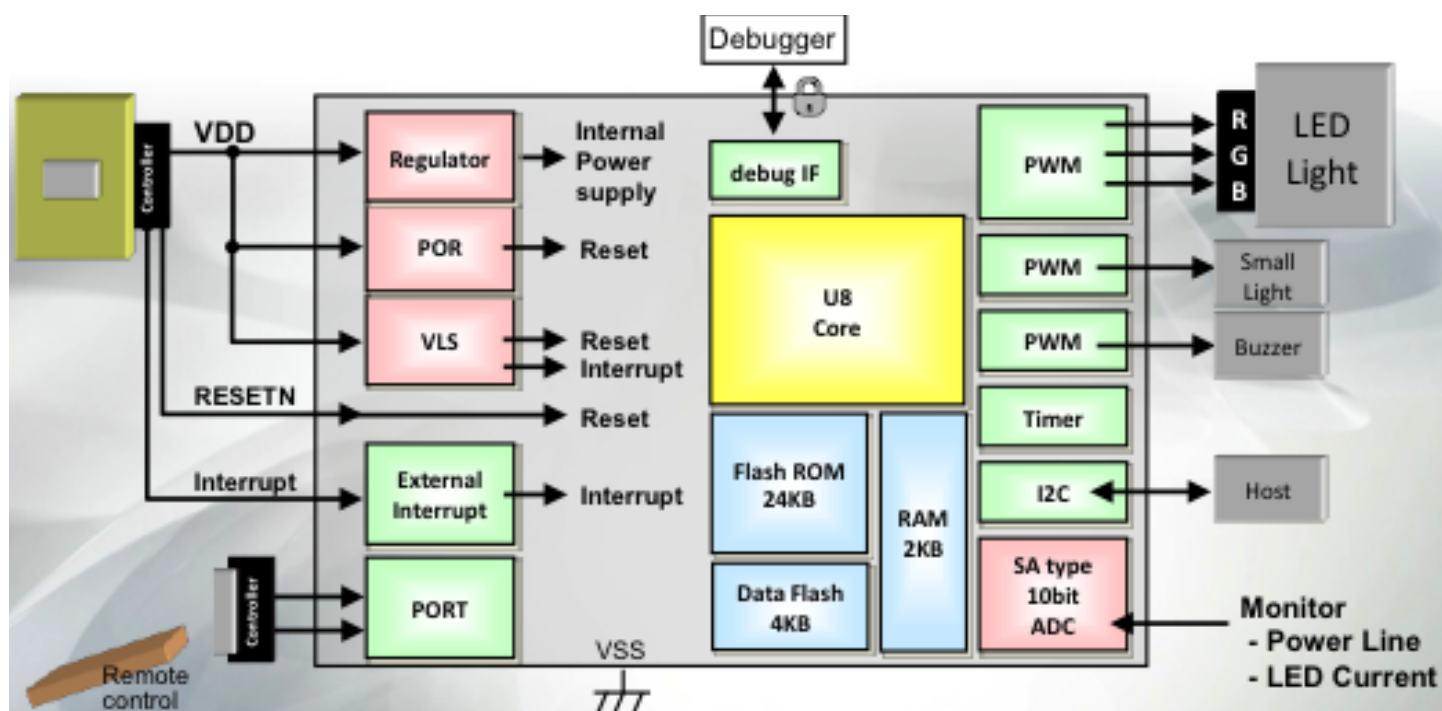 Debugger
Controller
VDD
Regulator
Internal
Power
supply
debug IF
PWM
R
G
B
LED
Light
POR
Reset
U8
Core
PWM
Small
Light
VLS
Reset
Interrupt
PWM
Buzzer
RESETN
Reset
Timer
Interrupt
External
Interrupt
Interrupt
Flash ROM
24KB
RAM
2KB
I2C
Host
Controller
PORT
Data Flash
4KB
SA type
10bit
ADC
Monitor
- Power Line
- LED Current
VSS
Remote
control